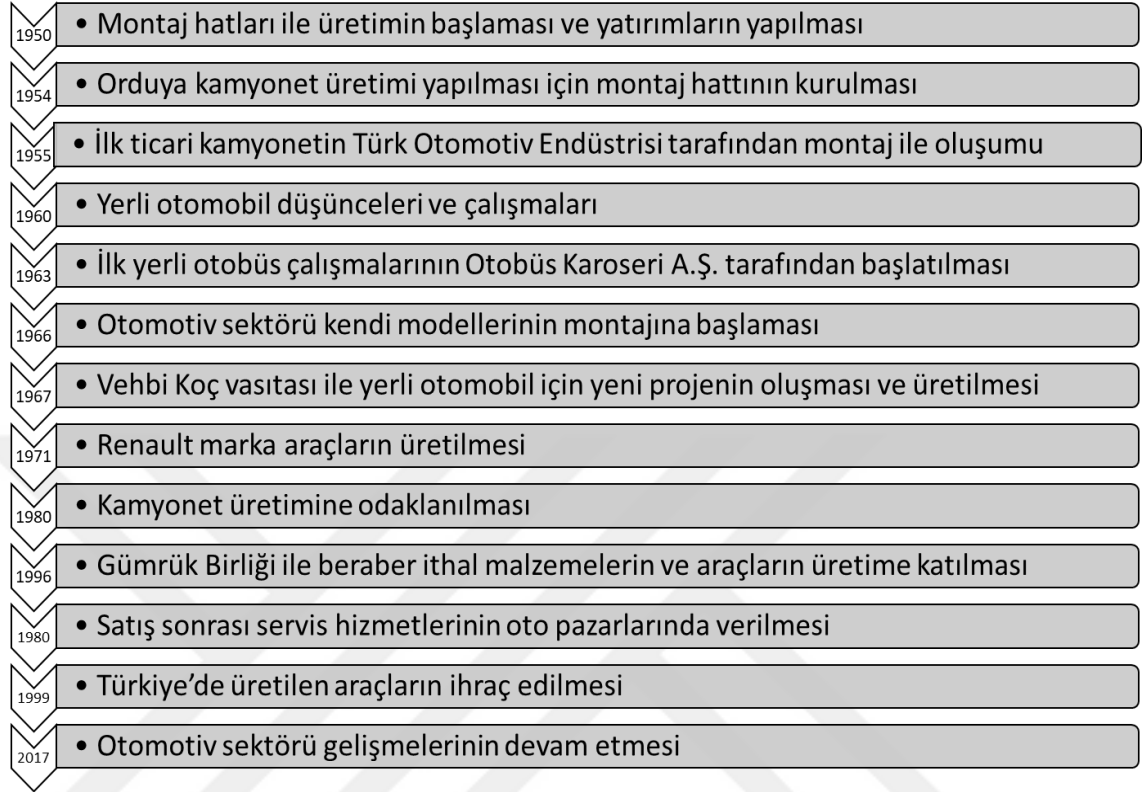 1950 • Montaj hatları ile üretimin başlaması ve yatırımların yapılması
1954 • Orduya kamyonet üretimi yapılması için montaj hattının kurulması
1955 • İlk ticari kamyonetin Türk Otomotiv Endüstrisi tarafından montaj ile oluşumu
1960 • Yerli otomobil düşünceleri ve çalışmaları
1963 • İlk yerli otobüs çalışmalarının Otobüs Karoseri A.Ş. tarafından başlatılması
1966 • Otomotiv sektörü kendi modellerinin montajına başlaması
1967 • Vehbi Koç vasıtası ile yerli otomobil için yeni projenin oluşması ve üretilmesi
1971 • Renault marka araçların üretilmesi
1980 • Kamyonet üretimine odaklanılması
1996 • Gümrük Birliği ile beraber ithal malzemelerin ve araçların üretime katılması
1980 • Satış sonrası servis hizmetlerinin oto pazarlarında verilmesi
1999 • Türkiye’de üretilen araçların ihraç edilmesi
2017 • Otomotiv sektörü gelişmelerinin devam etmesi